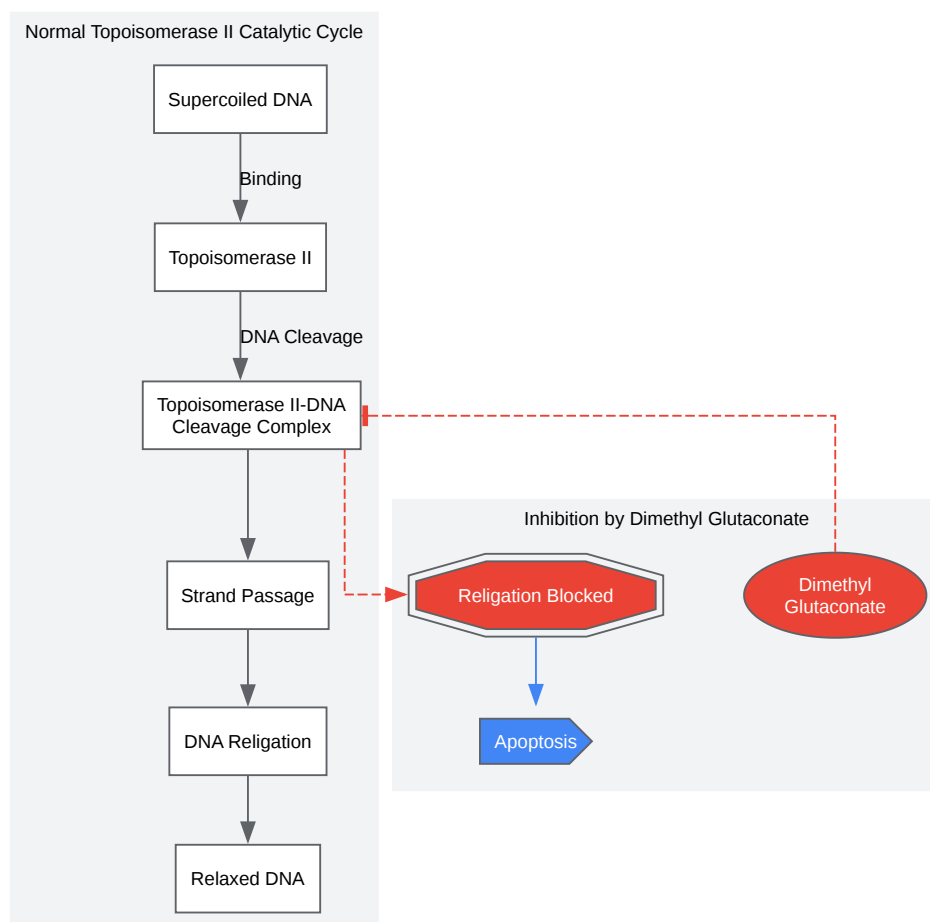 Normal Topoisomerase II Catalytic Cycle
Supercoiled DNA
Binding
Topoisomerase II
DNA Cleavage
Topoisomerase II-DNA
Cleavage Complex
Strand Passage
DNA Religation
Relaxed DNA
Inhibition by Dimethyl Glutaconate
Religation Blocked
Dimethyl
Glutaconate
Apoptosis